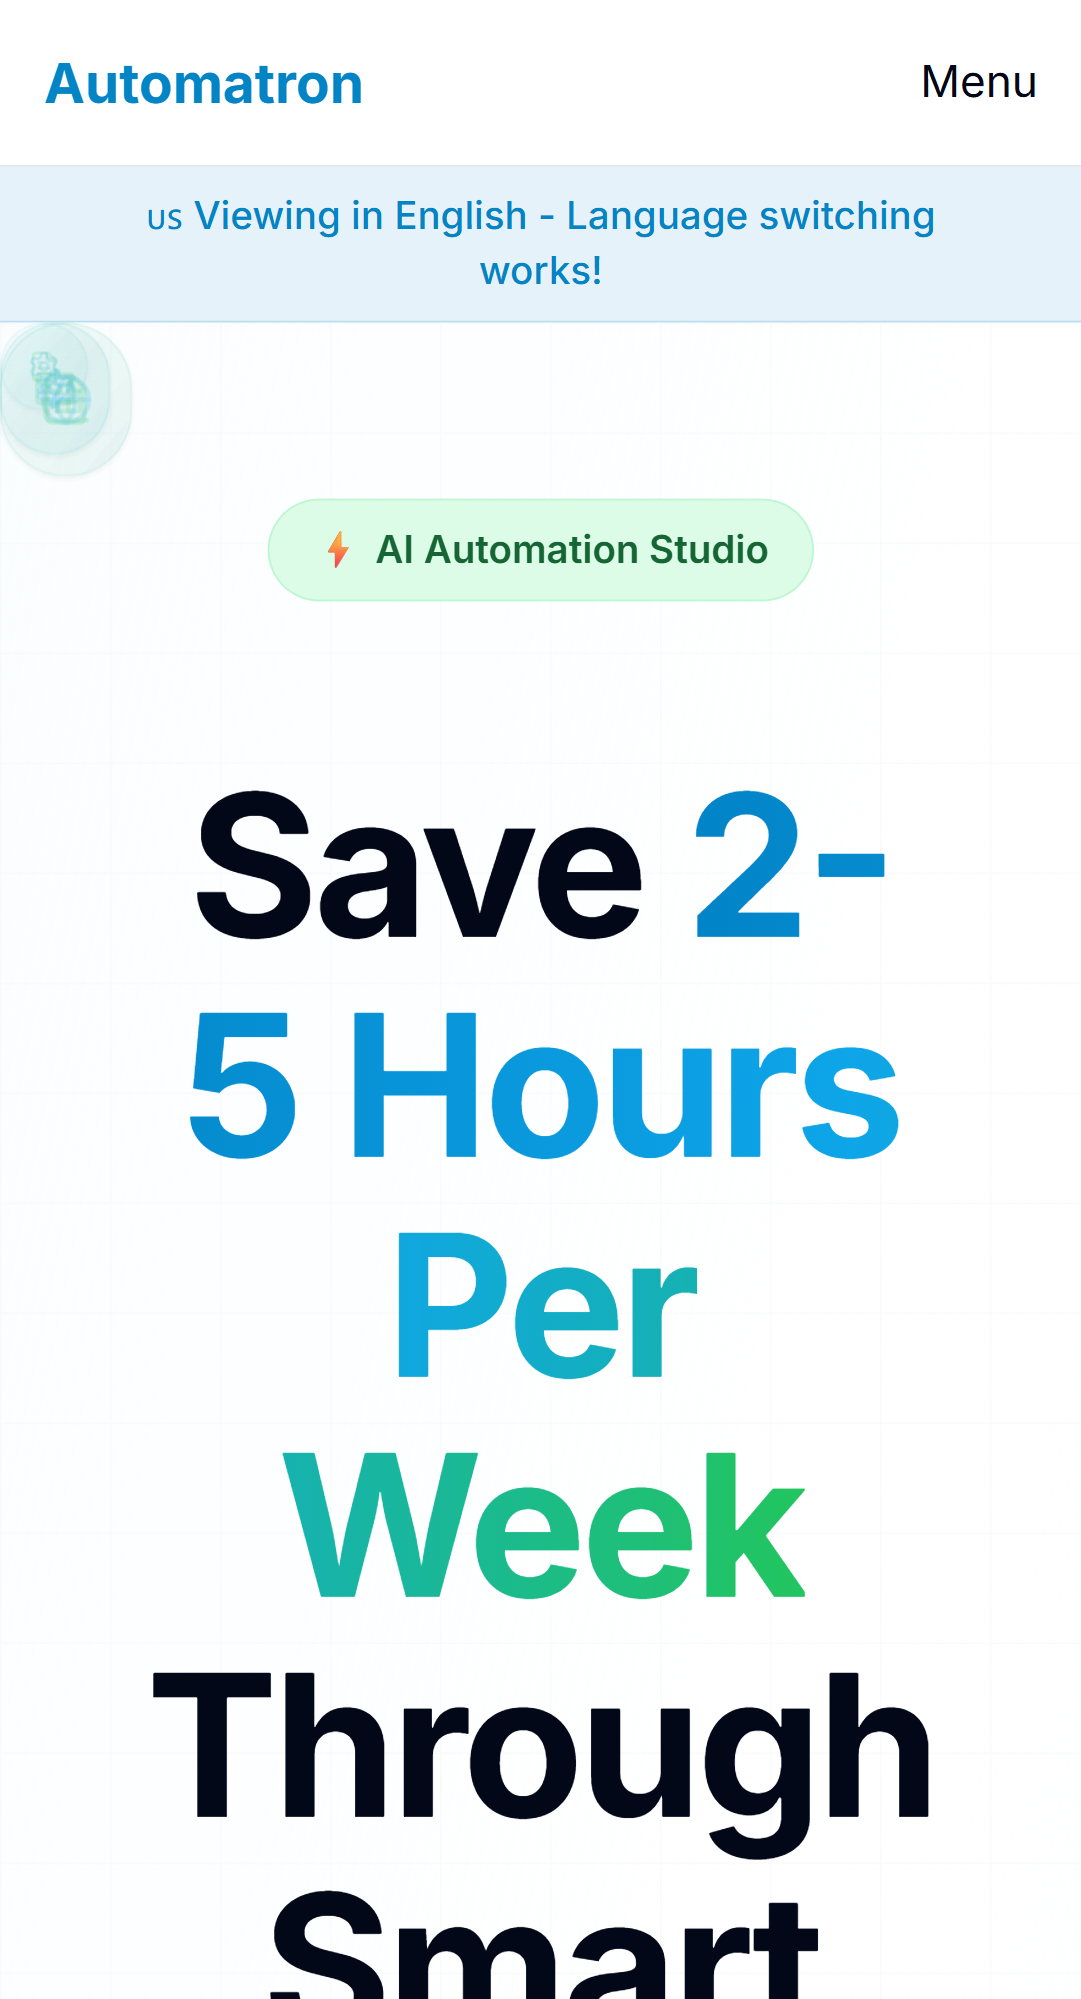 Automatron
Menu
US Viewing in English - Language switching
works!
AI Automation Studio
Save 2-
5 Hours
Per
Week
Through
Smart